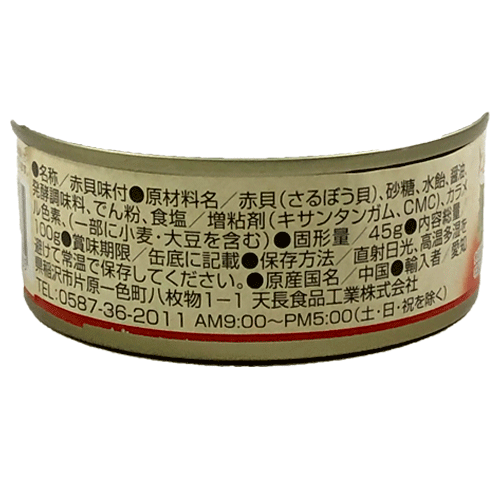 ●名称／赤貝味付●原材料名／赤貝(さるぼう貝)、砂糖、水飴、醤油、
発酵調味料、でん粉、食塩／増粘剤(キサンタンガム、CMC)、カラメ
ル色素、(一部に小麦・大豆を含む)●固形量／45g●内容総量／
100g●賞味期限／缶底に記載●保存方法／直射日光、高温多湿を
避けて常温で保存してください。●原産国名／中国●輸入者／愛知
県稲沢市片原一色町八枚物1−1 天長食品工業株式会社
TEL:0587-36-2011 AM9:00〜PM5:00(土・日・祝を除く)